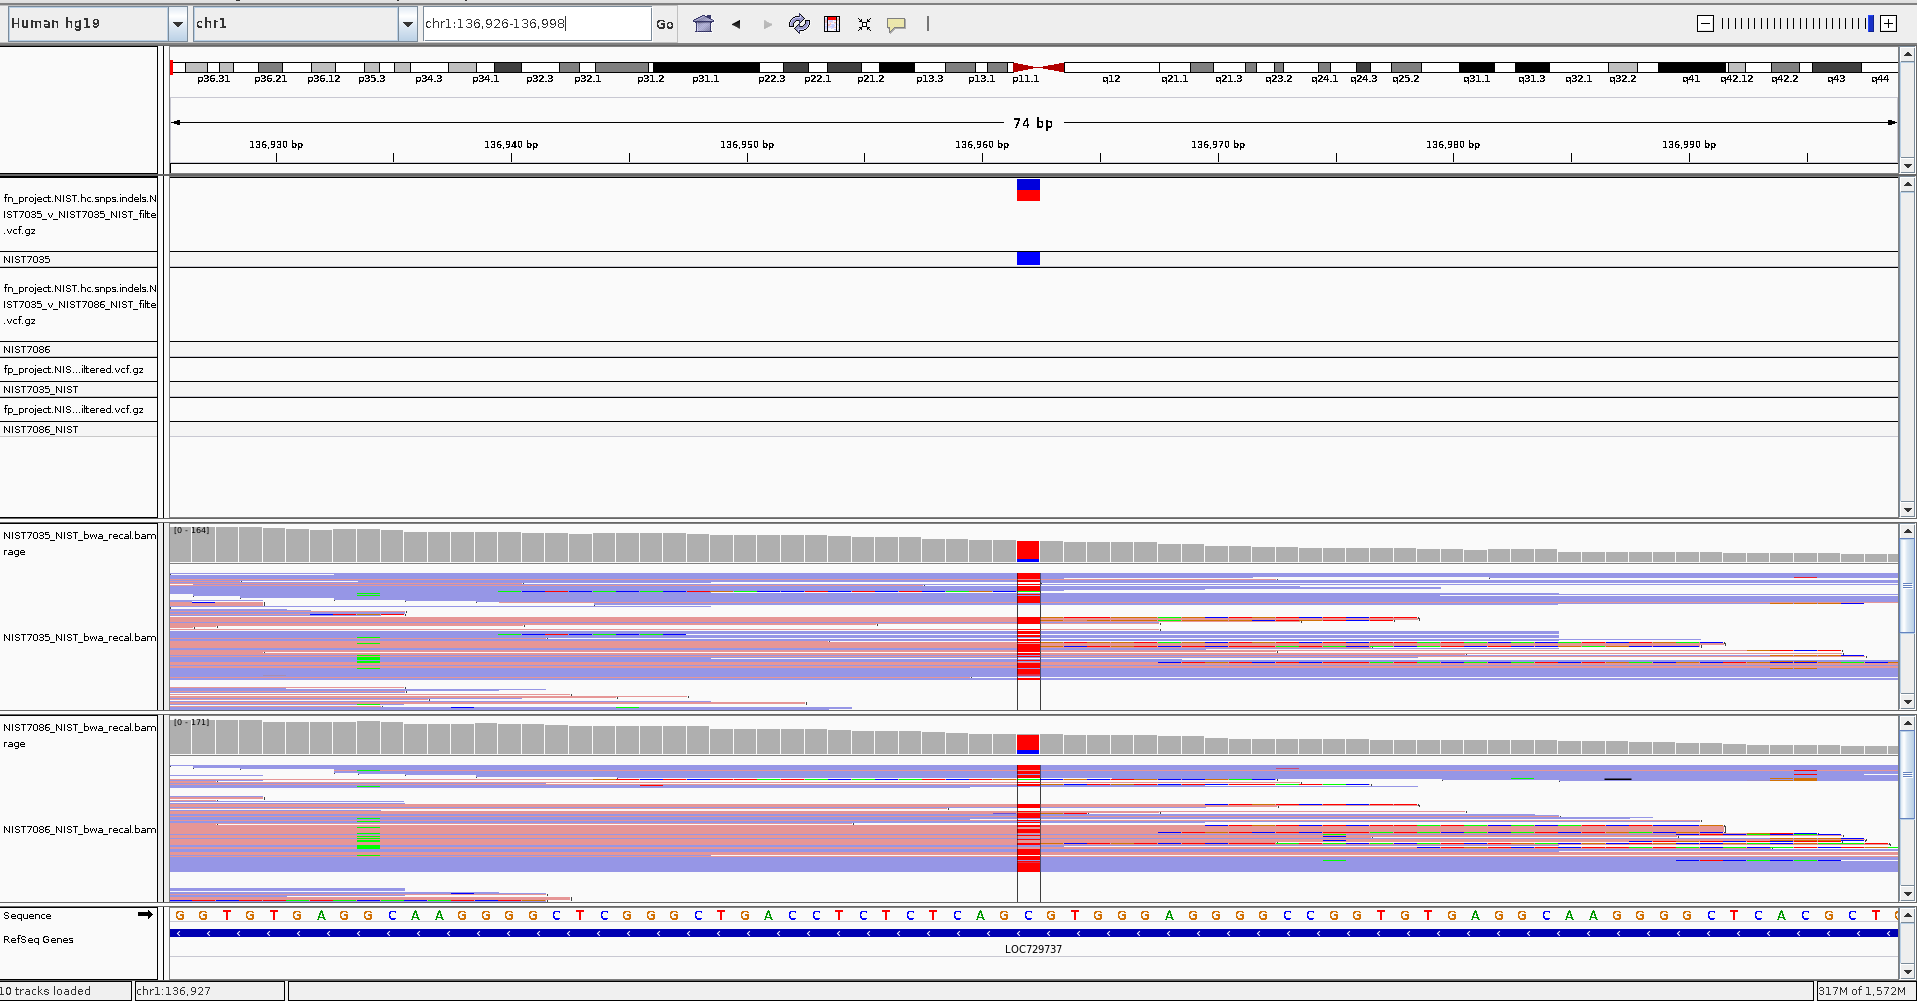 Human hg19 chr1 chr1:136,926-136,998 Go
p36.31 p36.21 p36.12 p35.3 p34.3 p34.1 p32.3 p32.1 p31.2 p31.1 p22.3 p22.1 p21.2 p13.3 p13.1 p11.1 q12 q21.1 q21.3 q23.2 q24.1 q24.3 q25.2 q31.1 q31.3 q32.1 q32.2 q41 q42.12 q42.2 q43 q44
74 bp
136,930 bp 136,940 bp 136,950 bp 136,960 bp 136,970 bp 136,980 bp 136,990 bp
fn_project.NIST.hc.snps.indels.N
IST7035_v_NIST7035_NIST_filte
.vcf.gz
NIST7035
fn_project.NIST.hc.snps.indels.N
IST7035_v_NIST7086_NIST_filte
.vcf.gz
NIST7086
fp_project.NIS...iltered.vcf.gz
NIST7035_NIST
fp_project.NIS...iltered.vcf.gz
NIST7086_NIST
[0 - 164]
NIST7035_NIST_bwa_recal.bam
rage
NIST7035_NIST_bwa_recal.bam
[0 - 171]
NIST7086_NIST_bwa_recal.bam
rage
NIST7086_NIST_bwa_recal.bam
Sequence G G T G T G A G G C A A G G G G C T C G G G C T G A C C T C T C T C A G C G T G G G A G G G G C C G G T G T G A G G C A A G G G G C T C A C G C T G
RefSeq Genes
LOC729737
10 tracks loaded chr1:136,927 317M of 1,572M